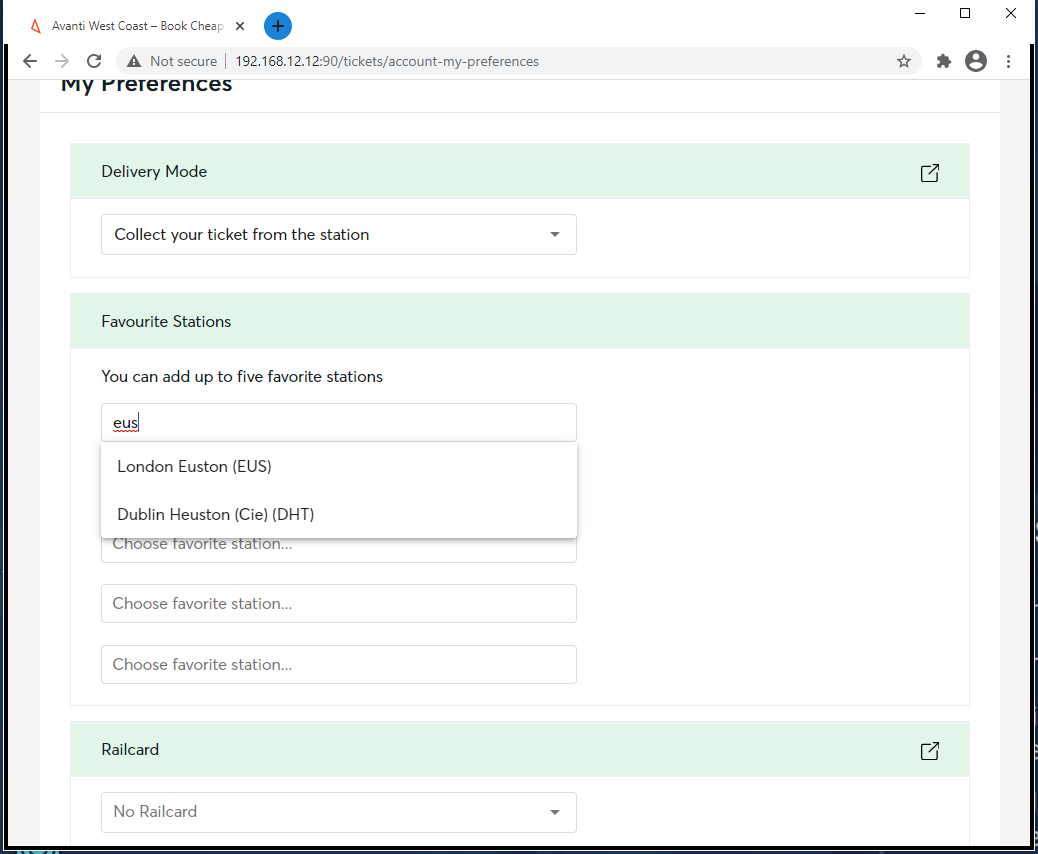 Avanti West Coast – Book Cheap
Not secure
192.168.12.12:90/tickets/account-my-preferences
My Preferences
Delivery Mode
Collect your ticket from the station
Favourite Stations
You can add up to five favorite stations
eus
London Euston (EUS)
Dublin Heuston (Cie) (DHT)
Choose favorite station...
Choose favorite station...
Choose favorite station...
Railcard
No Railcard